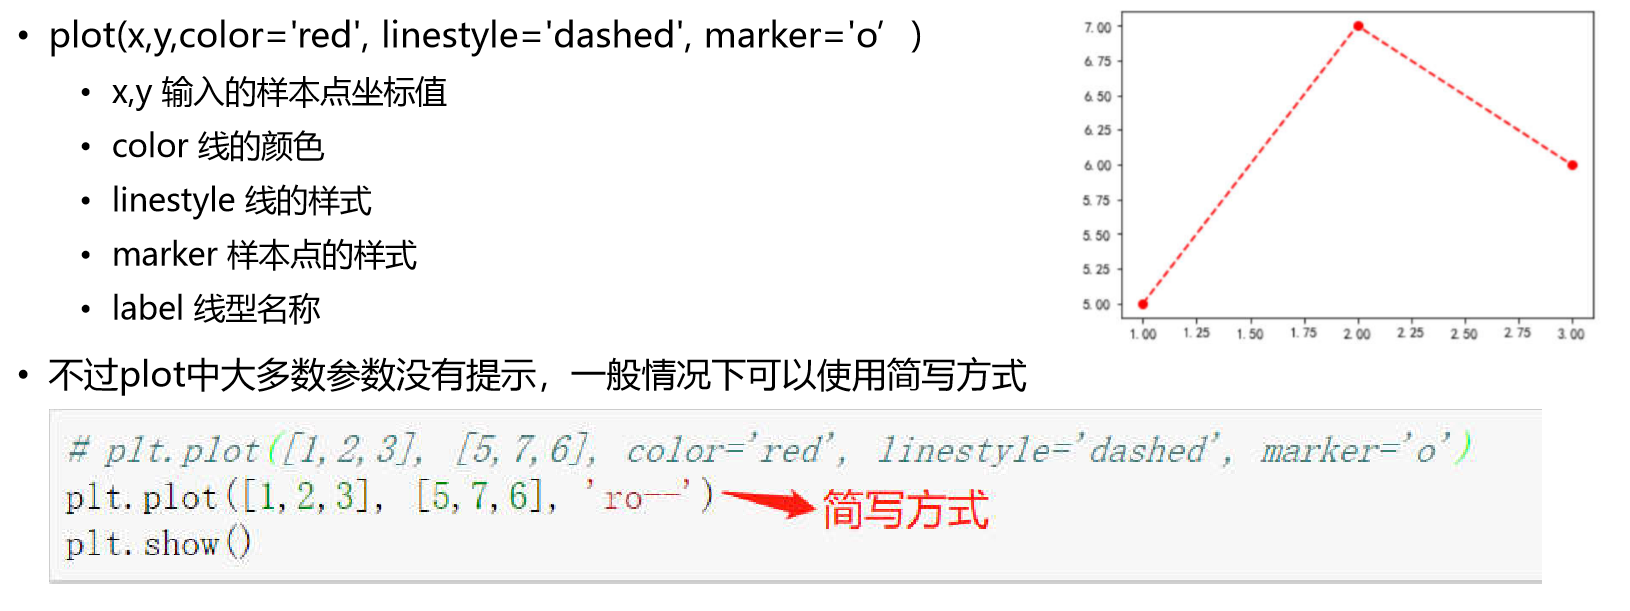 • plot(x,y,color='red', linestyle='dashed', marker='o’)
• x,y 输入的样本点坐标值
• color 线的颜色
• linestyle 线的样式
• marker 样本点的样式
• label 线型名称
7.00
6.75
6.50
6.25
6.00
5.75
5.50
5.25
5.00
1.00 1.25 1.50 1.75 2.00 2.25 2.50 2.75 3.00
• 不过plot中大多数参数没有提示，一般情况下可以使用简写方式
# plt.plot([1,2,3], [5,7,6], color='red', linestyle='dashed', marker='o')
plt.plot([1,2,3], [5,7,6], 'ro--') 简写方式
plt.show()